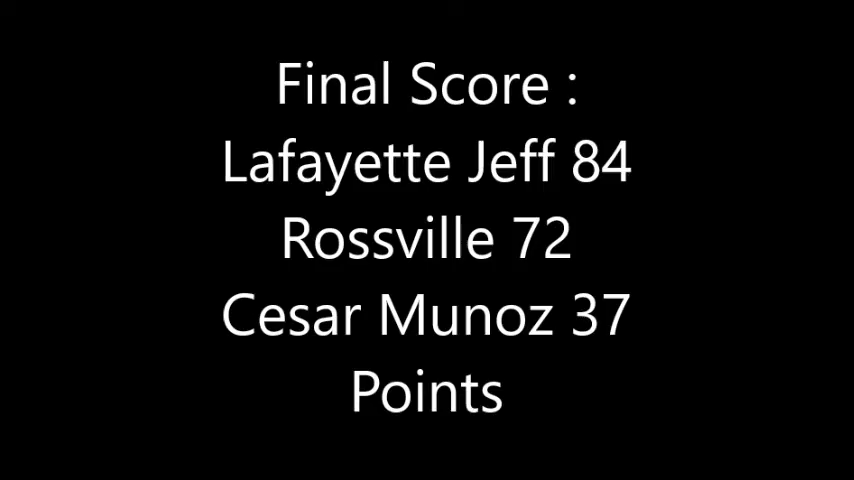 Final Score :
Lafayette Jeff 84
Rossville 72
Cesar Munoz 37
Points